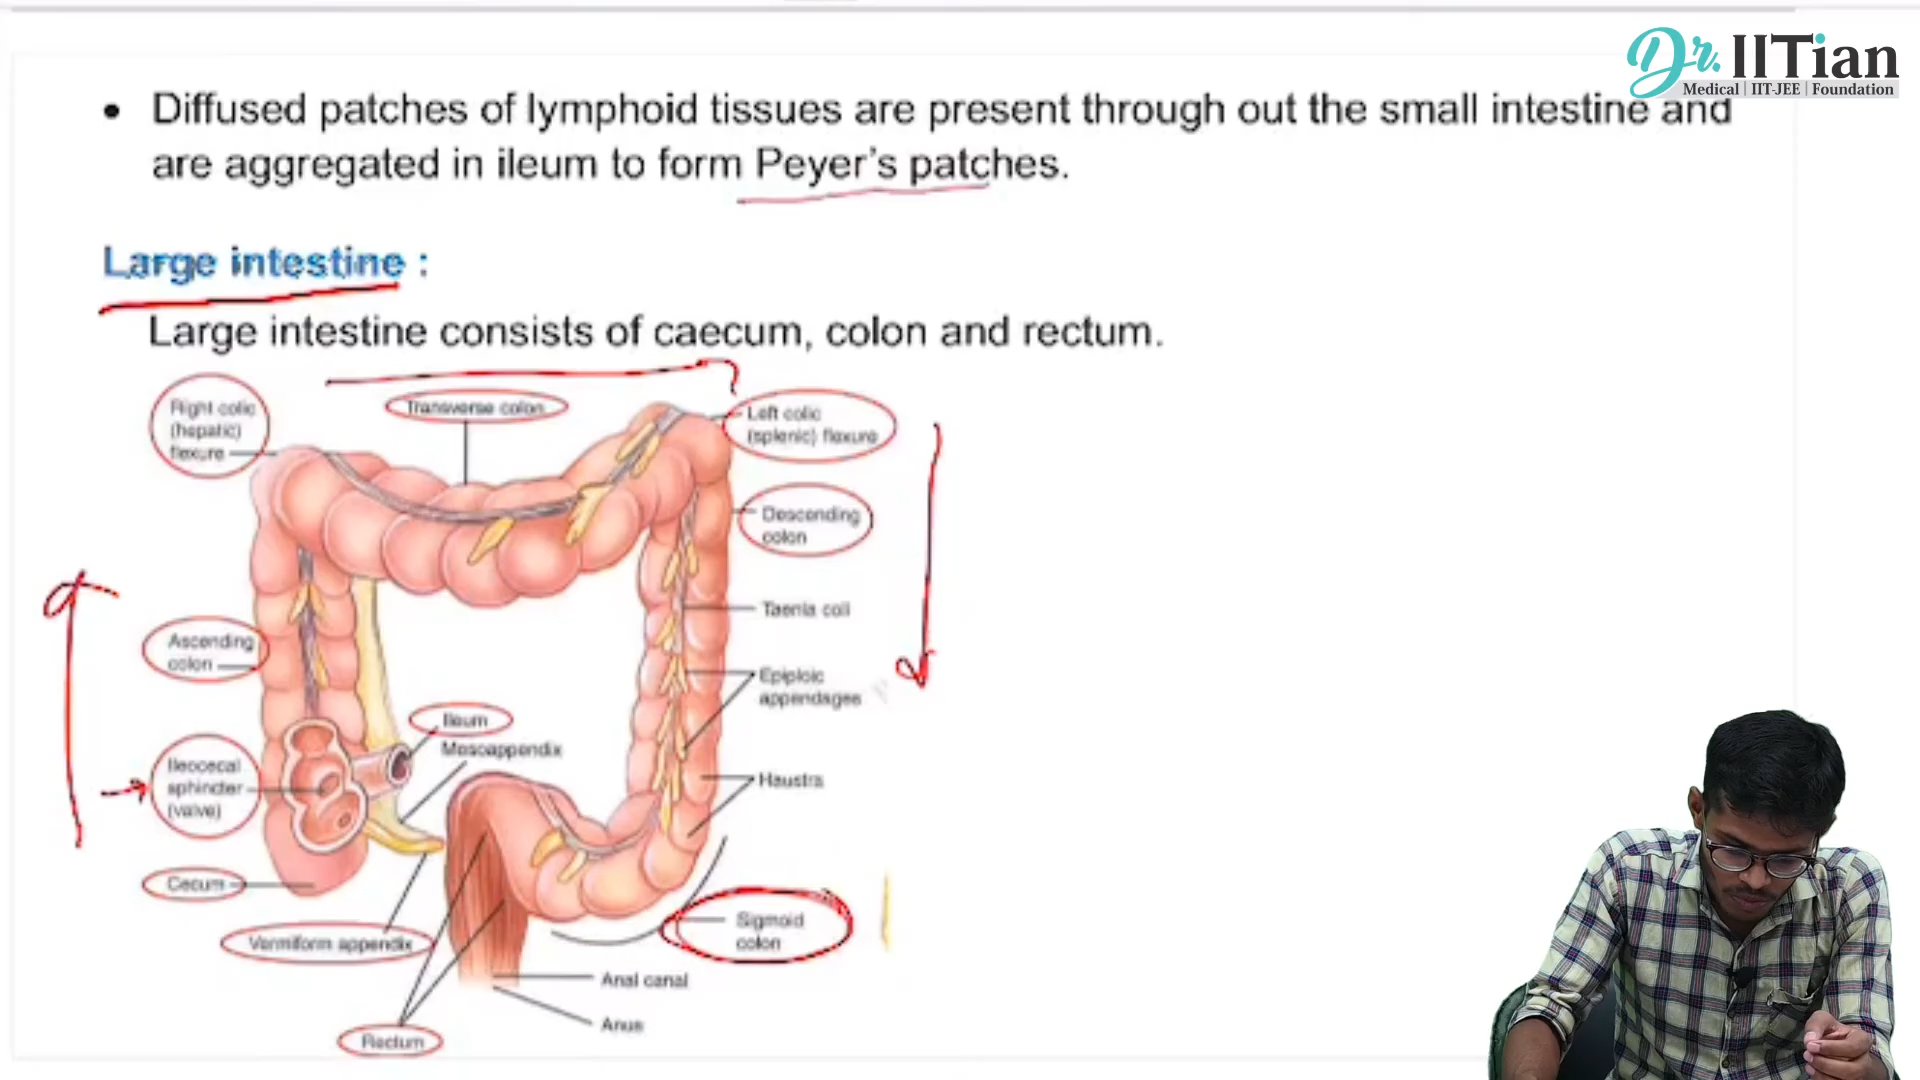 Dr. IITian
Medical | IIT-JEE | Foundation
• Diffused patches of lymphoid tissues are present through out the small intestine and
are aggregated in ileum to form Peyer's patches.
Large intestine :
Large intestine consists of caecum, colon and rectum.
Right colic
(hepatic)
flexure
Transverse colon
Left colic
(splenic) flexure
Descending
colon
Taenia coli
Ascending
colon
Epiploic
appendages
Ileum
Mesoappendix
Ileocecal
sphincter
(valve)
Haustra
Cecum
Vermiform appendix
Sigmoid
colon
Anal canal
Anus
Rectum